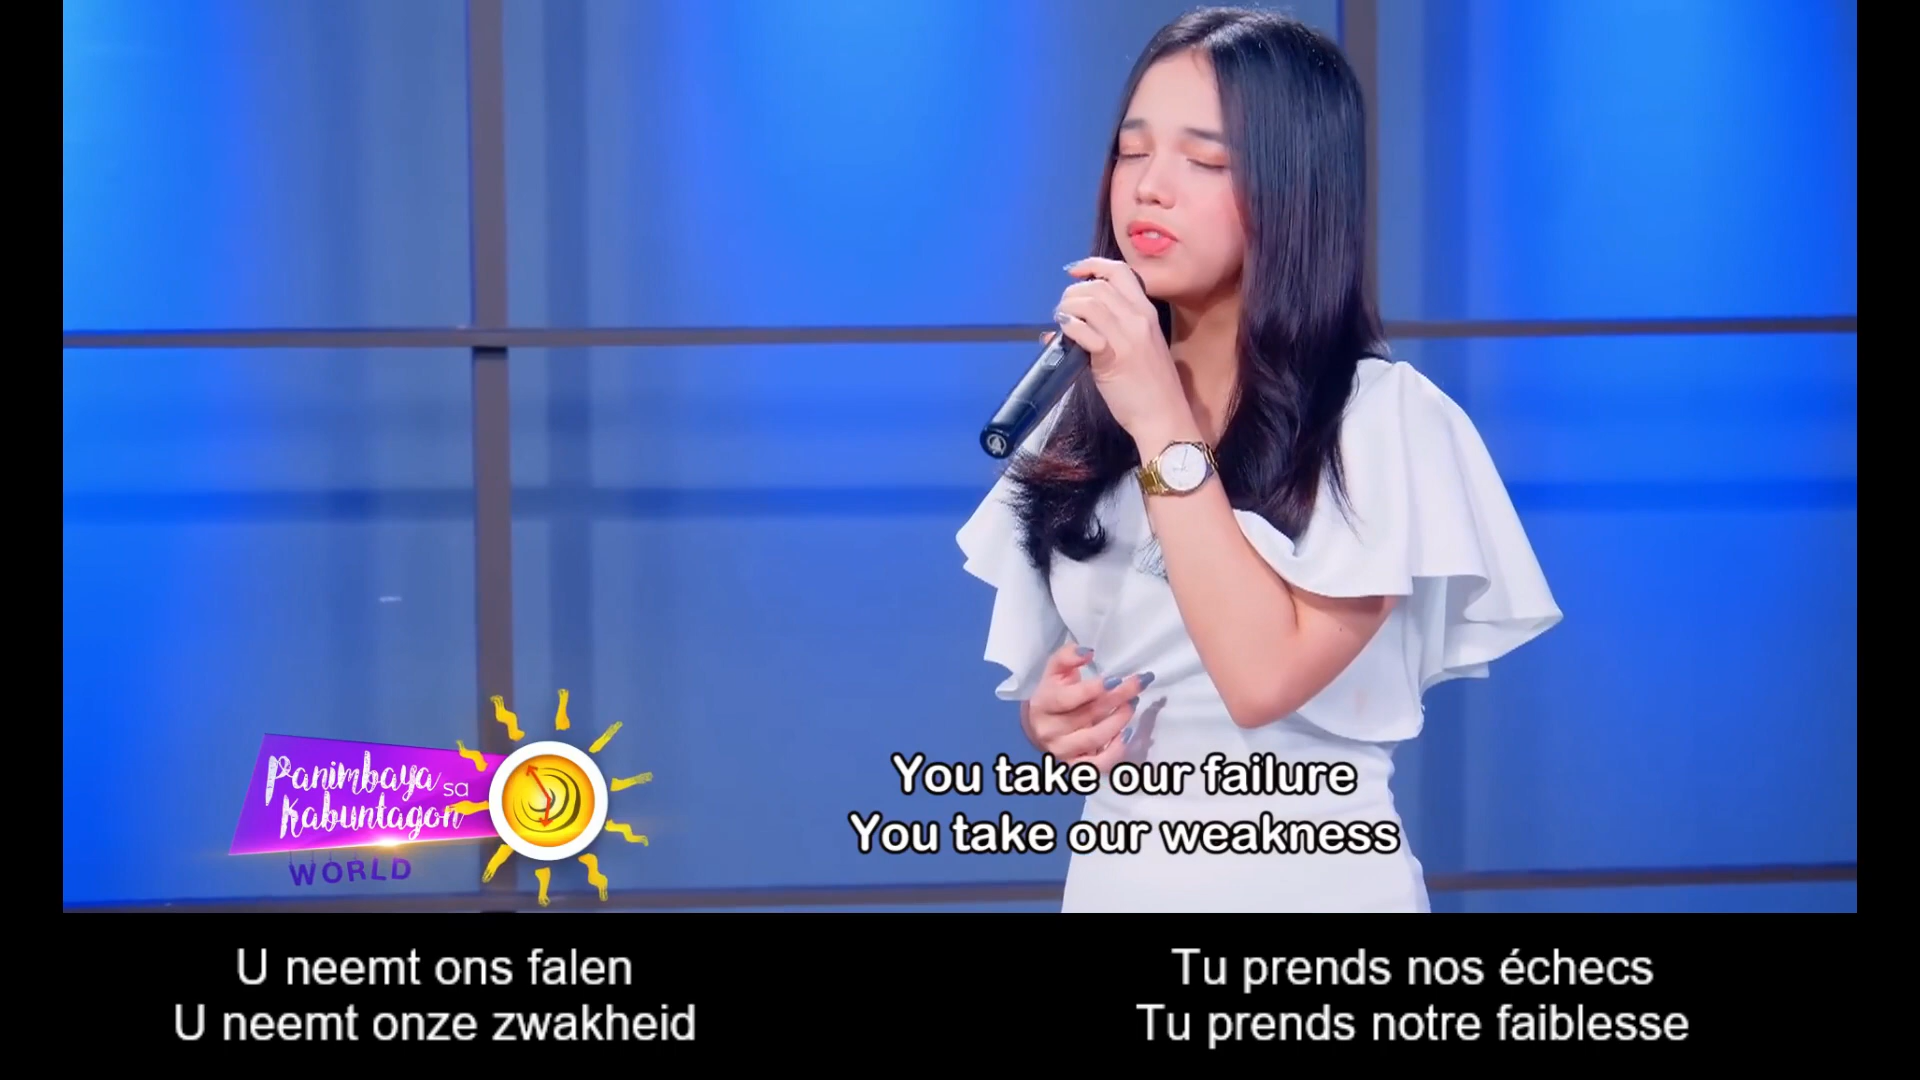 Panimbaya sa
Kabuntagon
WORLD
You take our failure
You take our weakness
U neemt ons falen
U neemt onze zwakheid
Tu prends nos échecs
Tu prends notre faiblesse